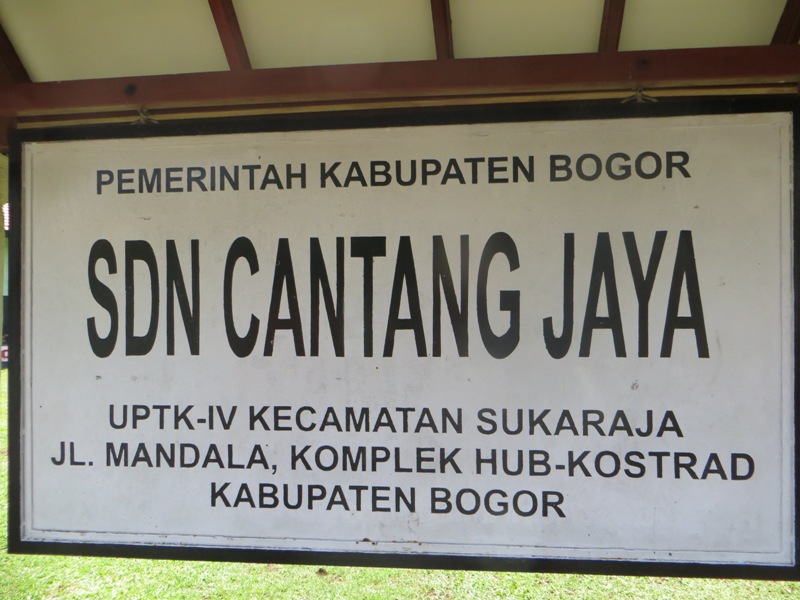 PEMERINTAH KABUPATEN BOGOR
SDN CANTANG JAYA
UPTK-IV KECAMATAN SUKARAJA
JL. MANDALA, KOMPLEK HUB-KOSTRAD
KABUPATEN BOGOR